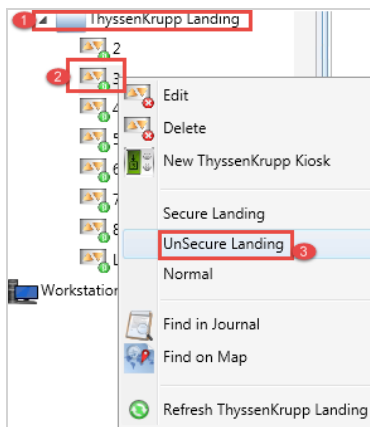 1 ThyssenKrupp Landing
2
2 3
4
5
6
7
8
L
Edit
Delete
New ThyssenKrupp Kiosk
Secure Landing
UnSecure Landing 3
Normal
Workstation
Find in Journal
Find on Map
Refresh ThyssenKrupp Landing